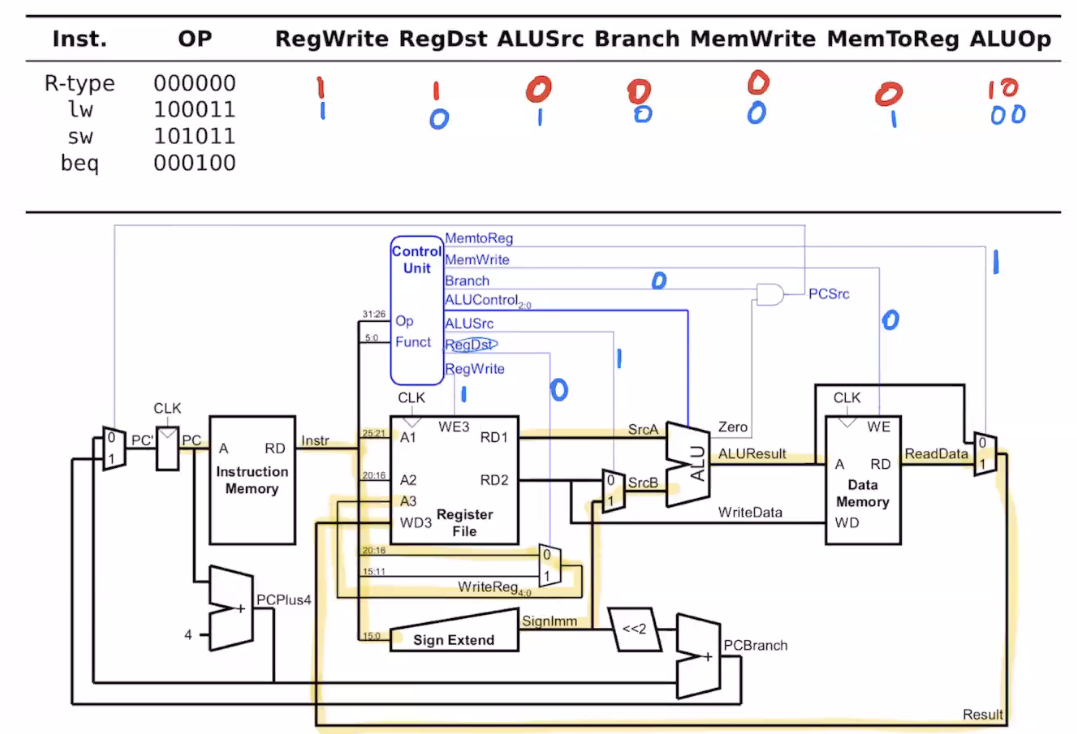 Inst. OP RegWrite RegDst ALUSrc Branch MemWrite MemToReg ALUOp
R-type 000000 1 1 0 0 0 0 10
lw 100011 1 0 1 0 0 1 00
sw 101011
beq 000100
MemtoReg
Control Unit
MemWrite
1
Branch
0
PCSrc
ALUControl2:0
31:26
Op
ALUSrc
0
5:0
Funct
RegDst
1
RegWrite
1
0
CLK
CLK
CLK
0
1
PC'
PC
A
RD
Instruction
Memory
Instr
25:21
A1
WE3
RD1
SrcA
Zero
WE
20:16
A2
RD2
0
1
SrcB
ALU
ALUResult
A
RD
ReadData
0
1
A3
Data
Memory
WD3
Register
File
WriteData
WD
20:16
0
15:11
1
WriteReg4:0
+
PCPlus4
4
15:0
Sign Extend
SignImm
<<2
+
PCBranch
Result